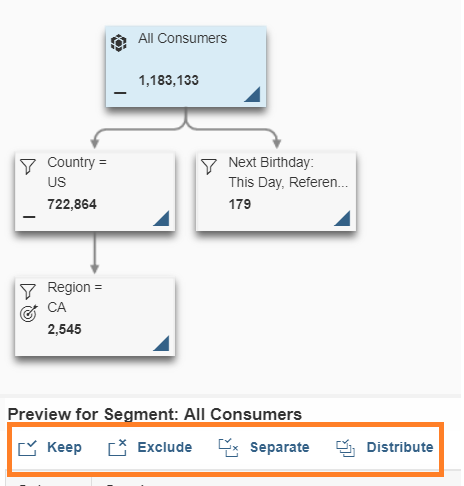 All Consumers
1,183,133
Country =
US
722,864
Next Birthday:
This Day, Referen...
179
Region =
CA
2,545
Preview for Segment: All Consumers
Keep Exclude Separate Distribute